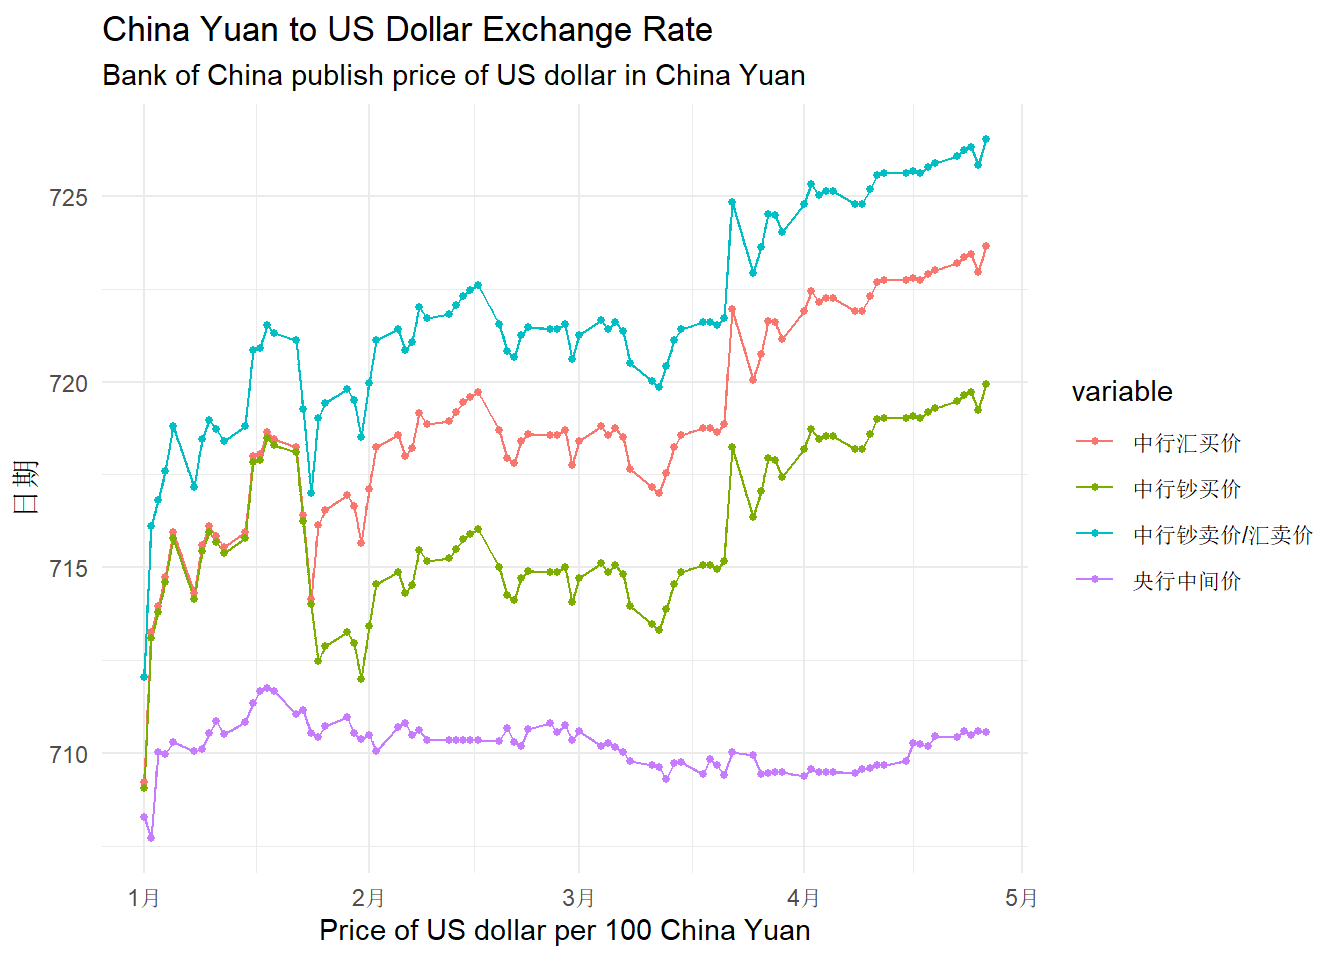 China Yuan to US Dollar Exchange Rate
Bank of China publish price of US dollar in China Yuan
725
720
715
710
日期
1月
2月
3月
4月
5月
Price of US dollar per 100 China Yuan
variable
中行汇买价
中行钞买价
中行钞卖价/汇卖价
央行中间价